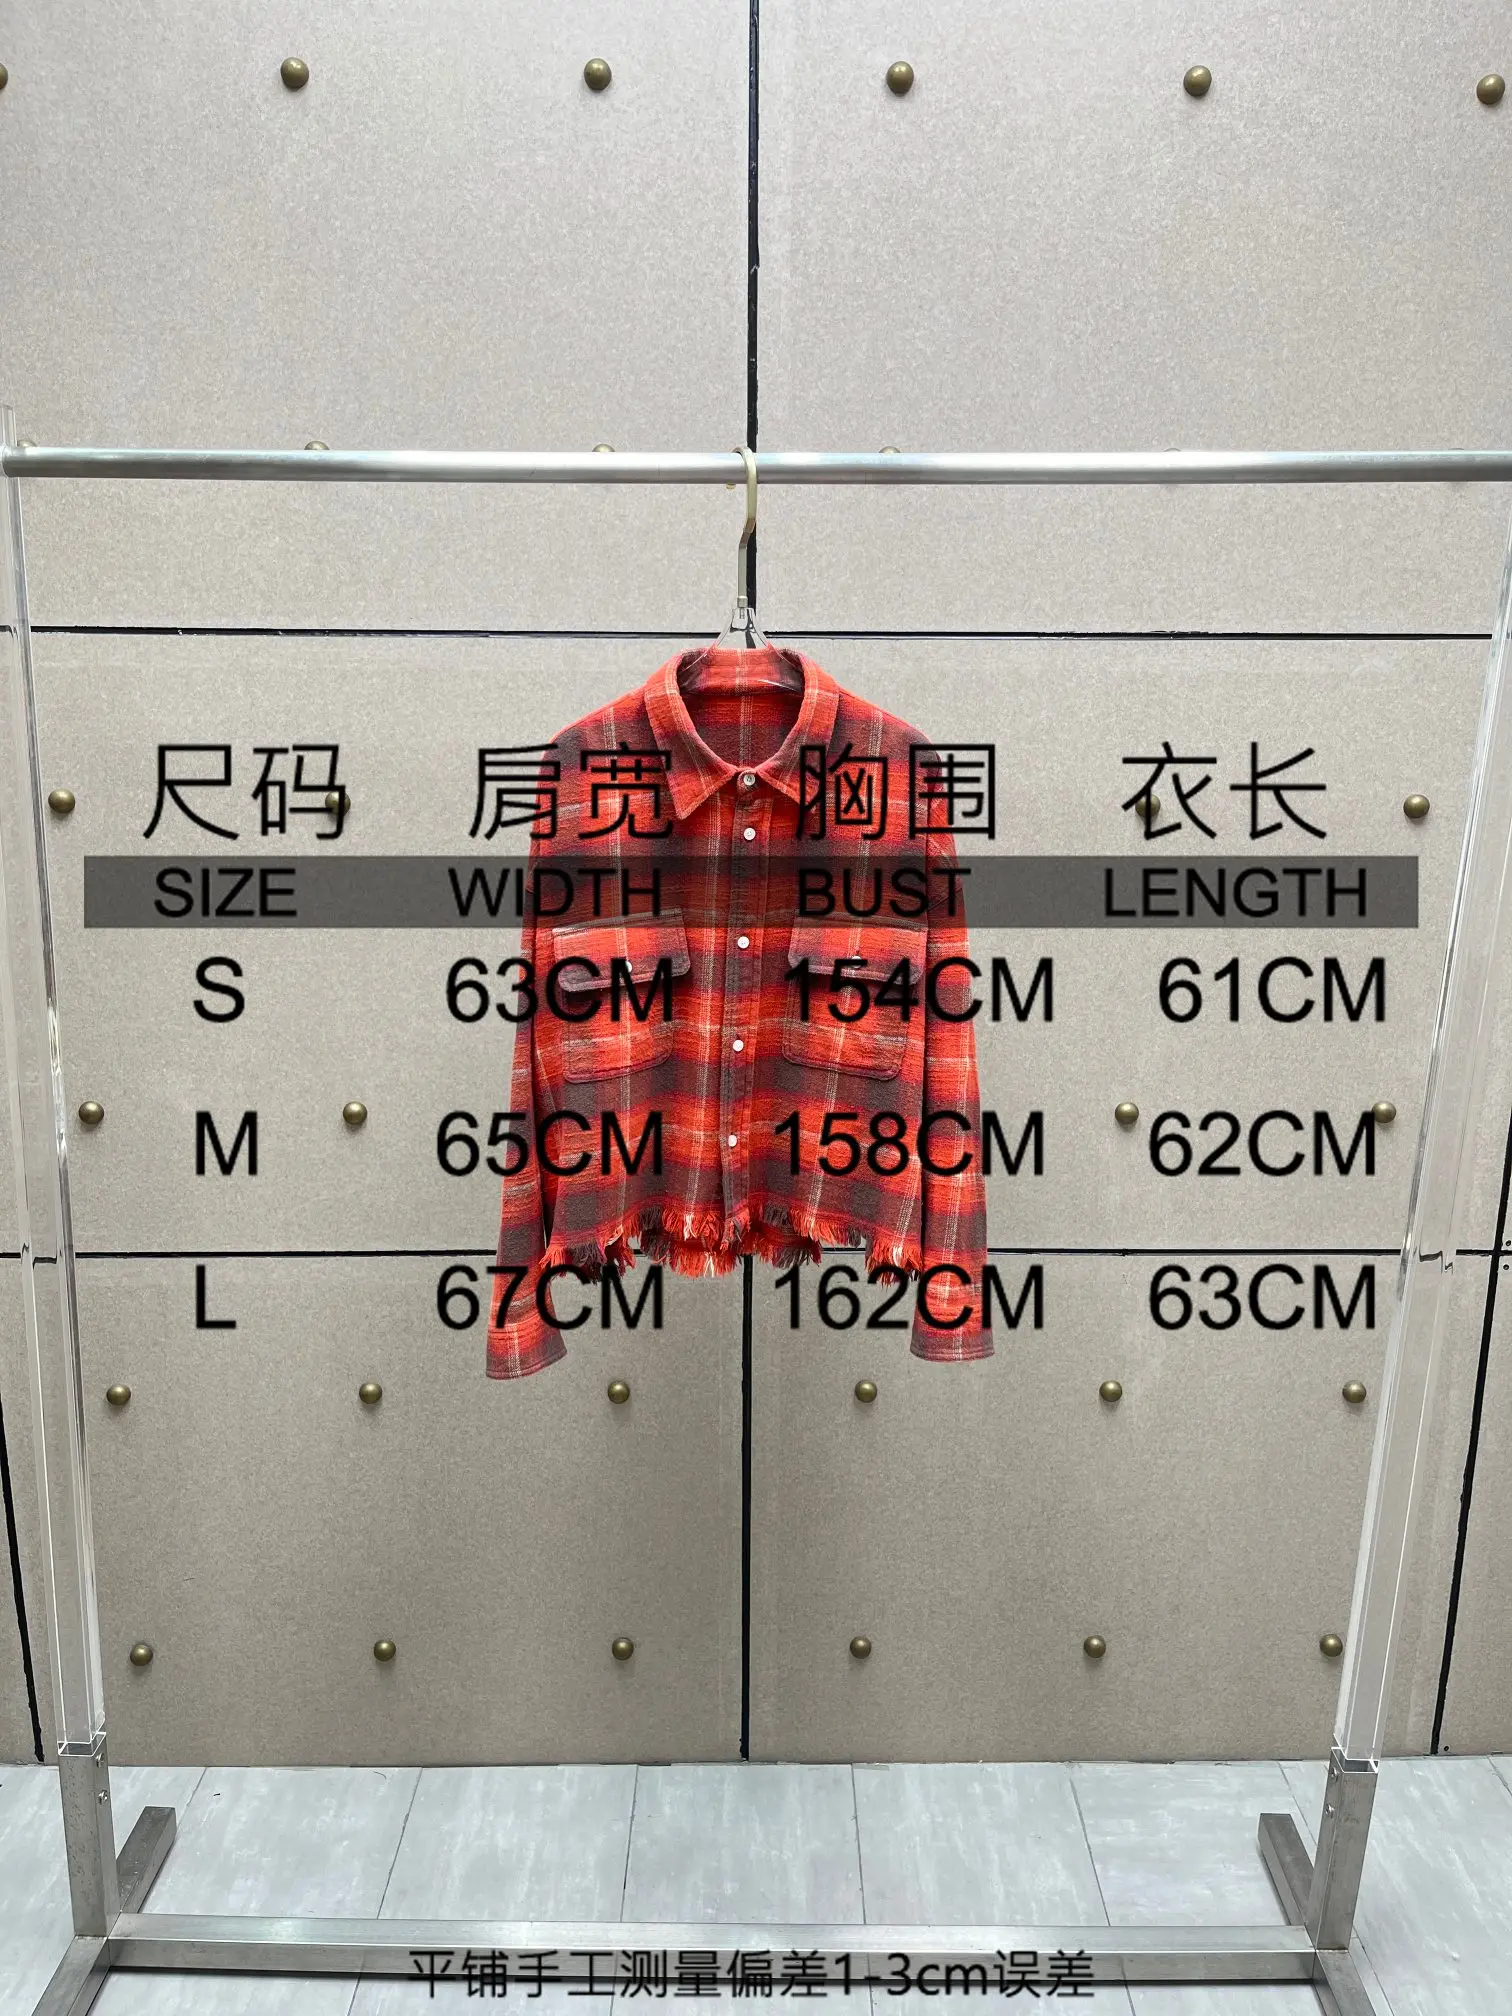 尺码 肩宽 胸围 衣长
SIZE WIDTH BUST LENGTH
S 63CM 154CM 61CM
M 65CM 158CM 62CM
L 67CM 162CM 63CM
平铺手工测量偏差1-3cm误差